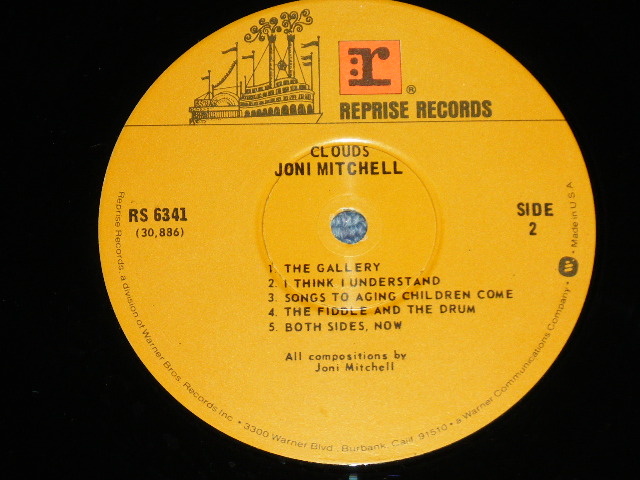 r
®
REPRISE RECORDS
CLOUDS
JONI MITCHELL
RS 6341
(30,886)
SIDE
2
1. THE GALLERY
2. I THINK I UNDERSTAND
3. SONGS TO AGING CHILDREN COME
4. THE FIDDLE AND THE DRUM
5. BOTH SIDES, NOW
All compositions by
Joni Mitchell
Reprise Records, a division of Warner Bros. Records Inc. • 3300 Warner Blvd., Burbank, Calif. 91510 • a Warner Communications Company • Made in U.S.A.